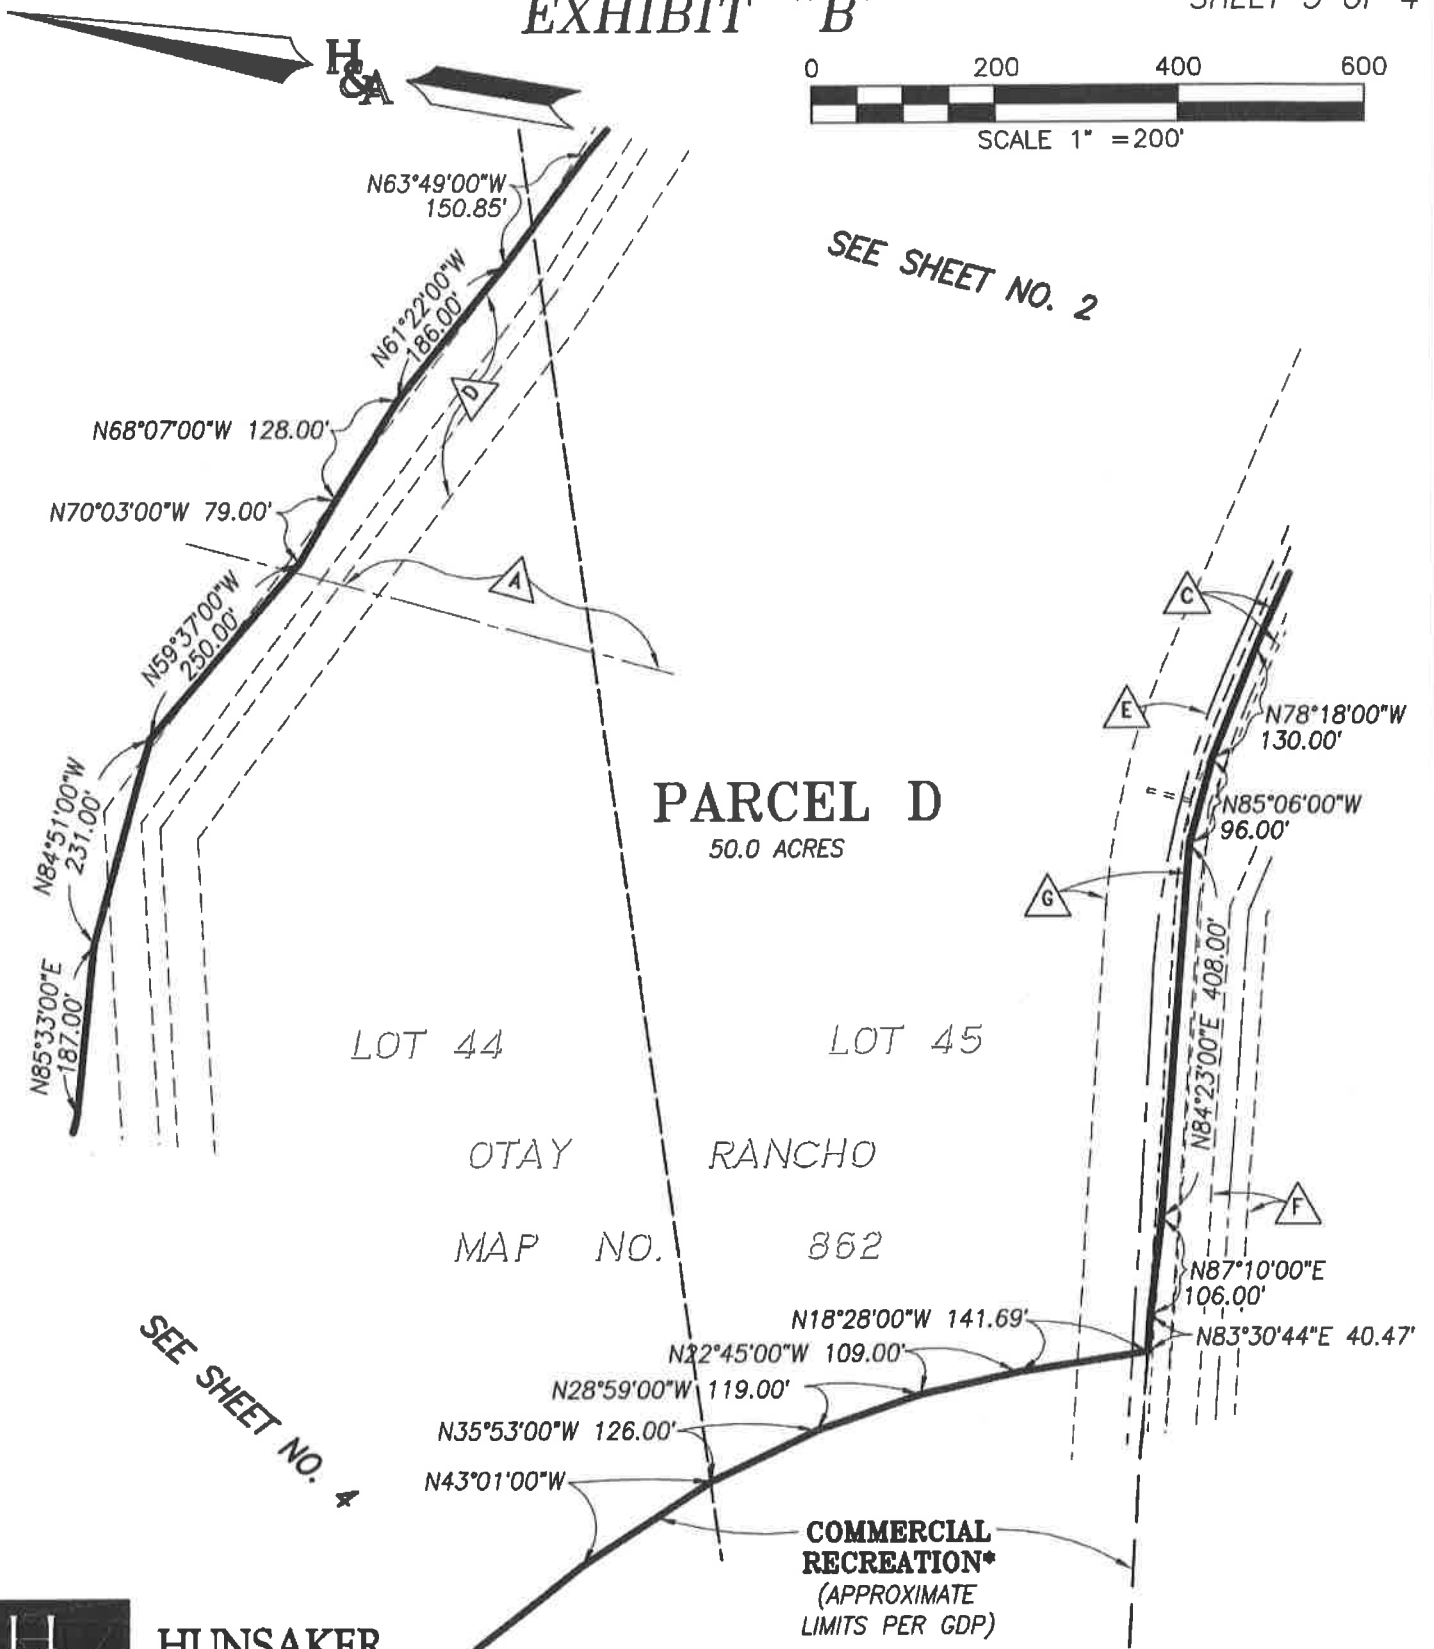 EXHIBIT "B"
SHEET 3 OF 4
H&A
0 200 400 600
SCALE 1" =200'
N63°49'00"W
150.85'
SEE SHEET NO. 2
N61°22'00"W
186.00'
D
N68°07'00"W 128.00'
N70°03'00"W 79.00'
A
C
N59°37'00"W
250.00'
E
N78°18'00"W
130.00'
N84°51'00"W
231.00'
PARCEL D
50.0 ACRES
N85°06'00"W
96.00'
G
N85°33'00"E
187.00'
N84°23'00"E 408.00'
LOT 44
LOT 45
OTAY RANCHO
F
MAP NO. 862
N87°10'00"E
106.00'
N18°28'00"W 141.69'
N83°30'44"E 40.47'
N22°45'00"W 109.00'
N28°59'00"W 119.00'
N35°53'00"W 126.00'
N43°01'00"W
SEE SHEET NO. 4
COMMERCIAL
RECREATION*
(APPROXIMATE
LIMITS PER GDP)
HUNSAKER